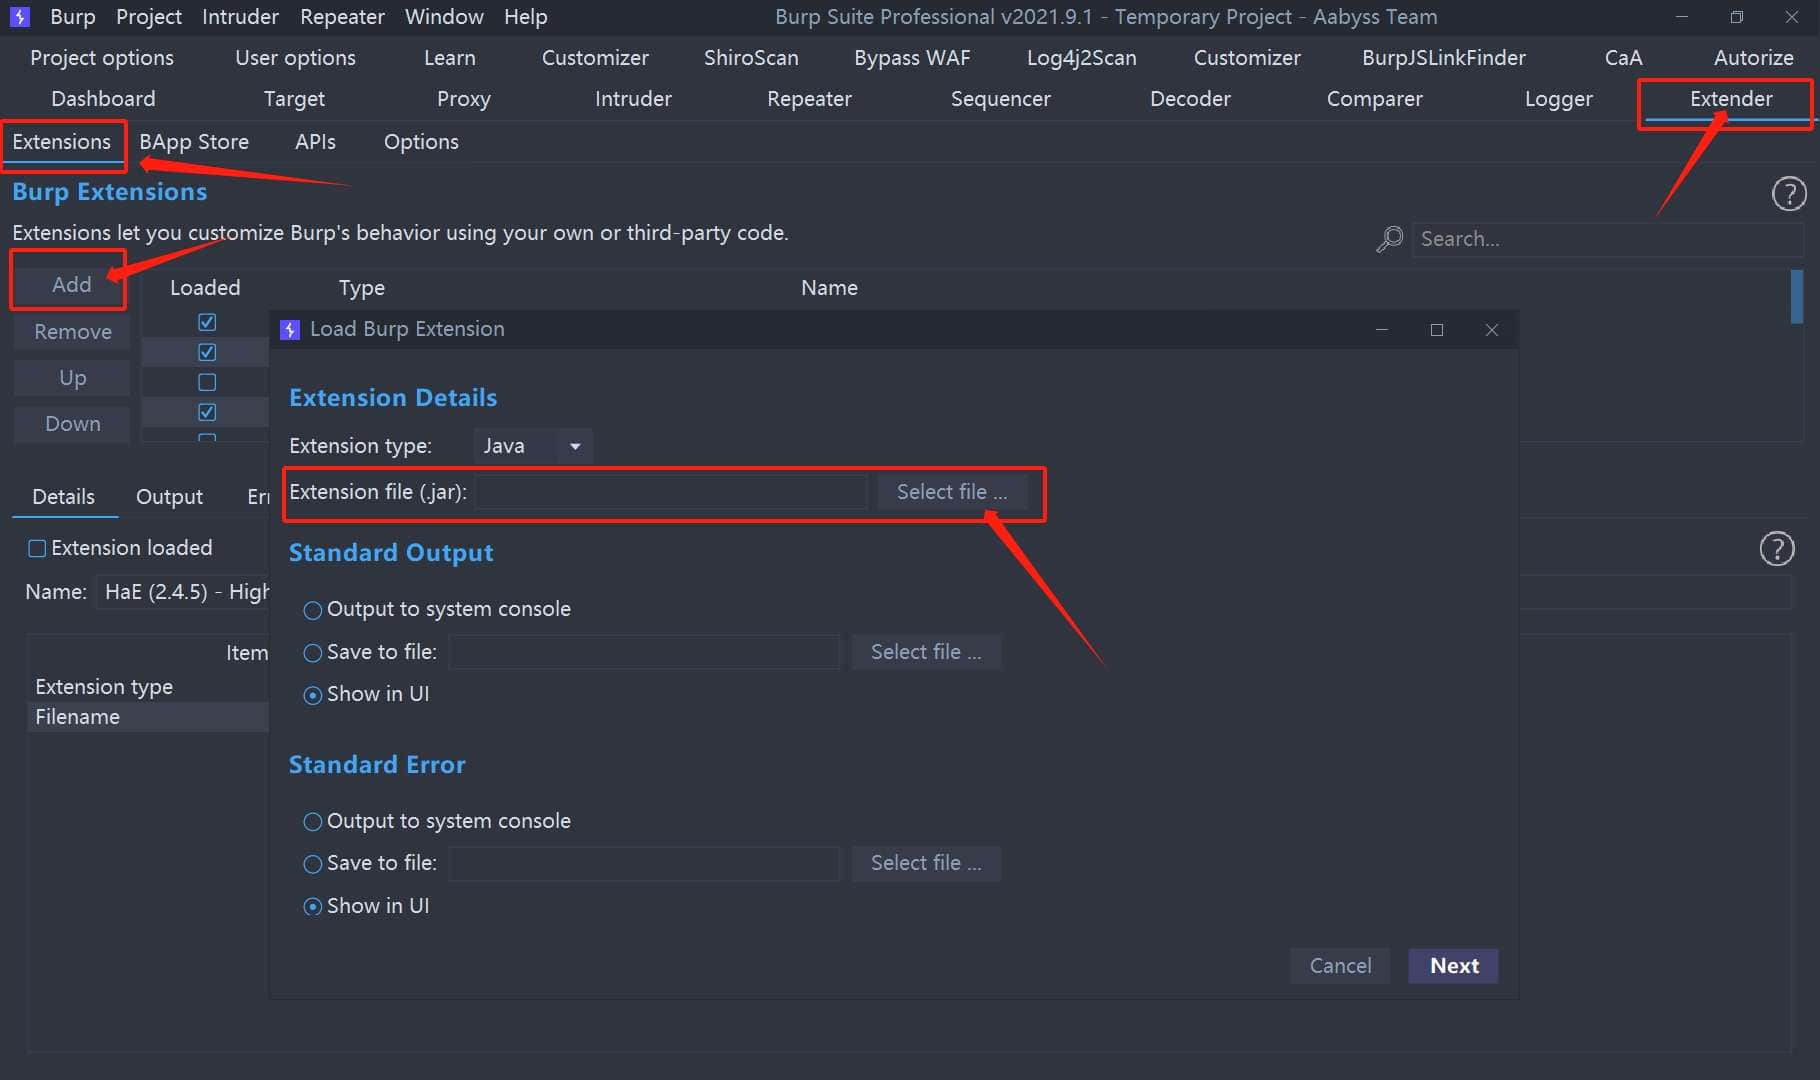 Burp Project Intruder Repeater Window Help Burp Suite Professional v2021.9.1 - Temporary Project - Aabyss Team
Project options User options Learn Customizer ShiroScan Bypass WAF Log4j2Scan Customizer BurpJSLinkFinder CaA Autorize
Dashboard Target Proxy Intruder Repeater Sequencer Decoder Comparer Logger Extender
Extensions BApp Store APIs Options
Burp Extensions
Extensions let you customize Burp's behavior using your own or third-party code.
Search...
Add
Remove
Up
Down
Loaded Type Name
Load Burp Extension
Extension Details
Extension type: Java
Extension file (.jar): Select file ...
Standard Output
Output to system console
Save to file: Select file ...
Show in UI
Standard Error
Output to system console
Save to file: Select file ...
Show in UI
Cancel Next
Details Output Err
Extension loaded
Name: HaE (2.4.5) - High
Item
Extension type
Filename